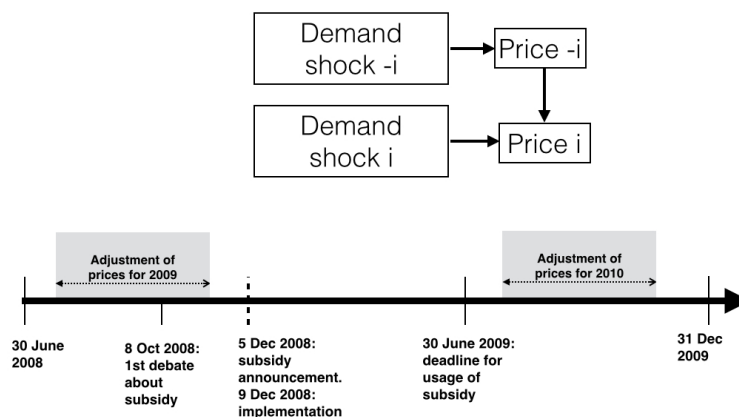 Demand
shock -i
Price -i
Demand
shock i
Price i
Adjustment of
prices for 2009
Adjustment of
prices for 2010
30 June
2008
8 Oct 2008:
1st debate
about
subsidy
5 Dec 2008:
subsidy
announcement.
9 Dec 2008:
implementation
30 June 2009:
deadline for
usage of
subsidy
31 Dec
2009